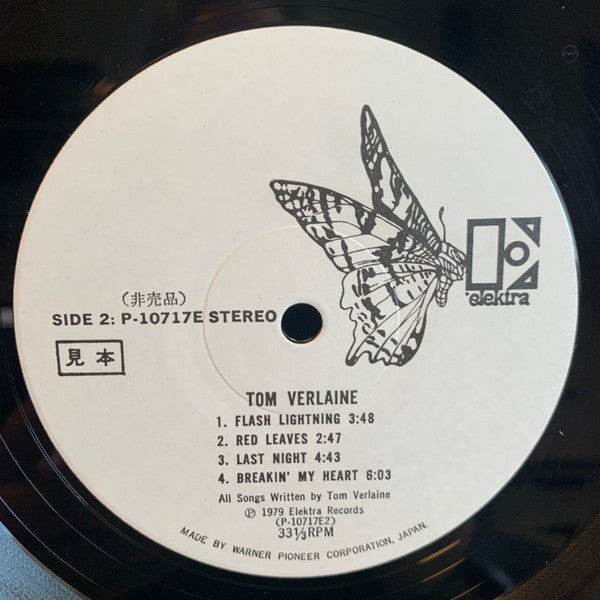 elektra
(非売品)
SIDE 2: P-10717E STEREO
見本
TOM VERLAINE
1. FLASH LIGHTNING 3:48
2. RED LEAVES 2:47
3. LAST NIGHT 4:43
4. BREAKIN' MY HEART 6:03
All Songs Written by Tom Verlaine
Ⓟ 1979 Elektra Records
(P-10717E2)
33⅓RPM
MADE BY WARNER PIONEER CORPORATION, JAPAN.